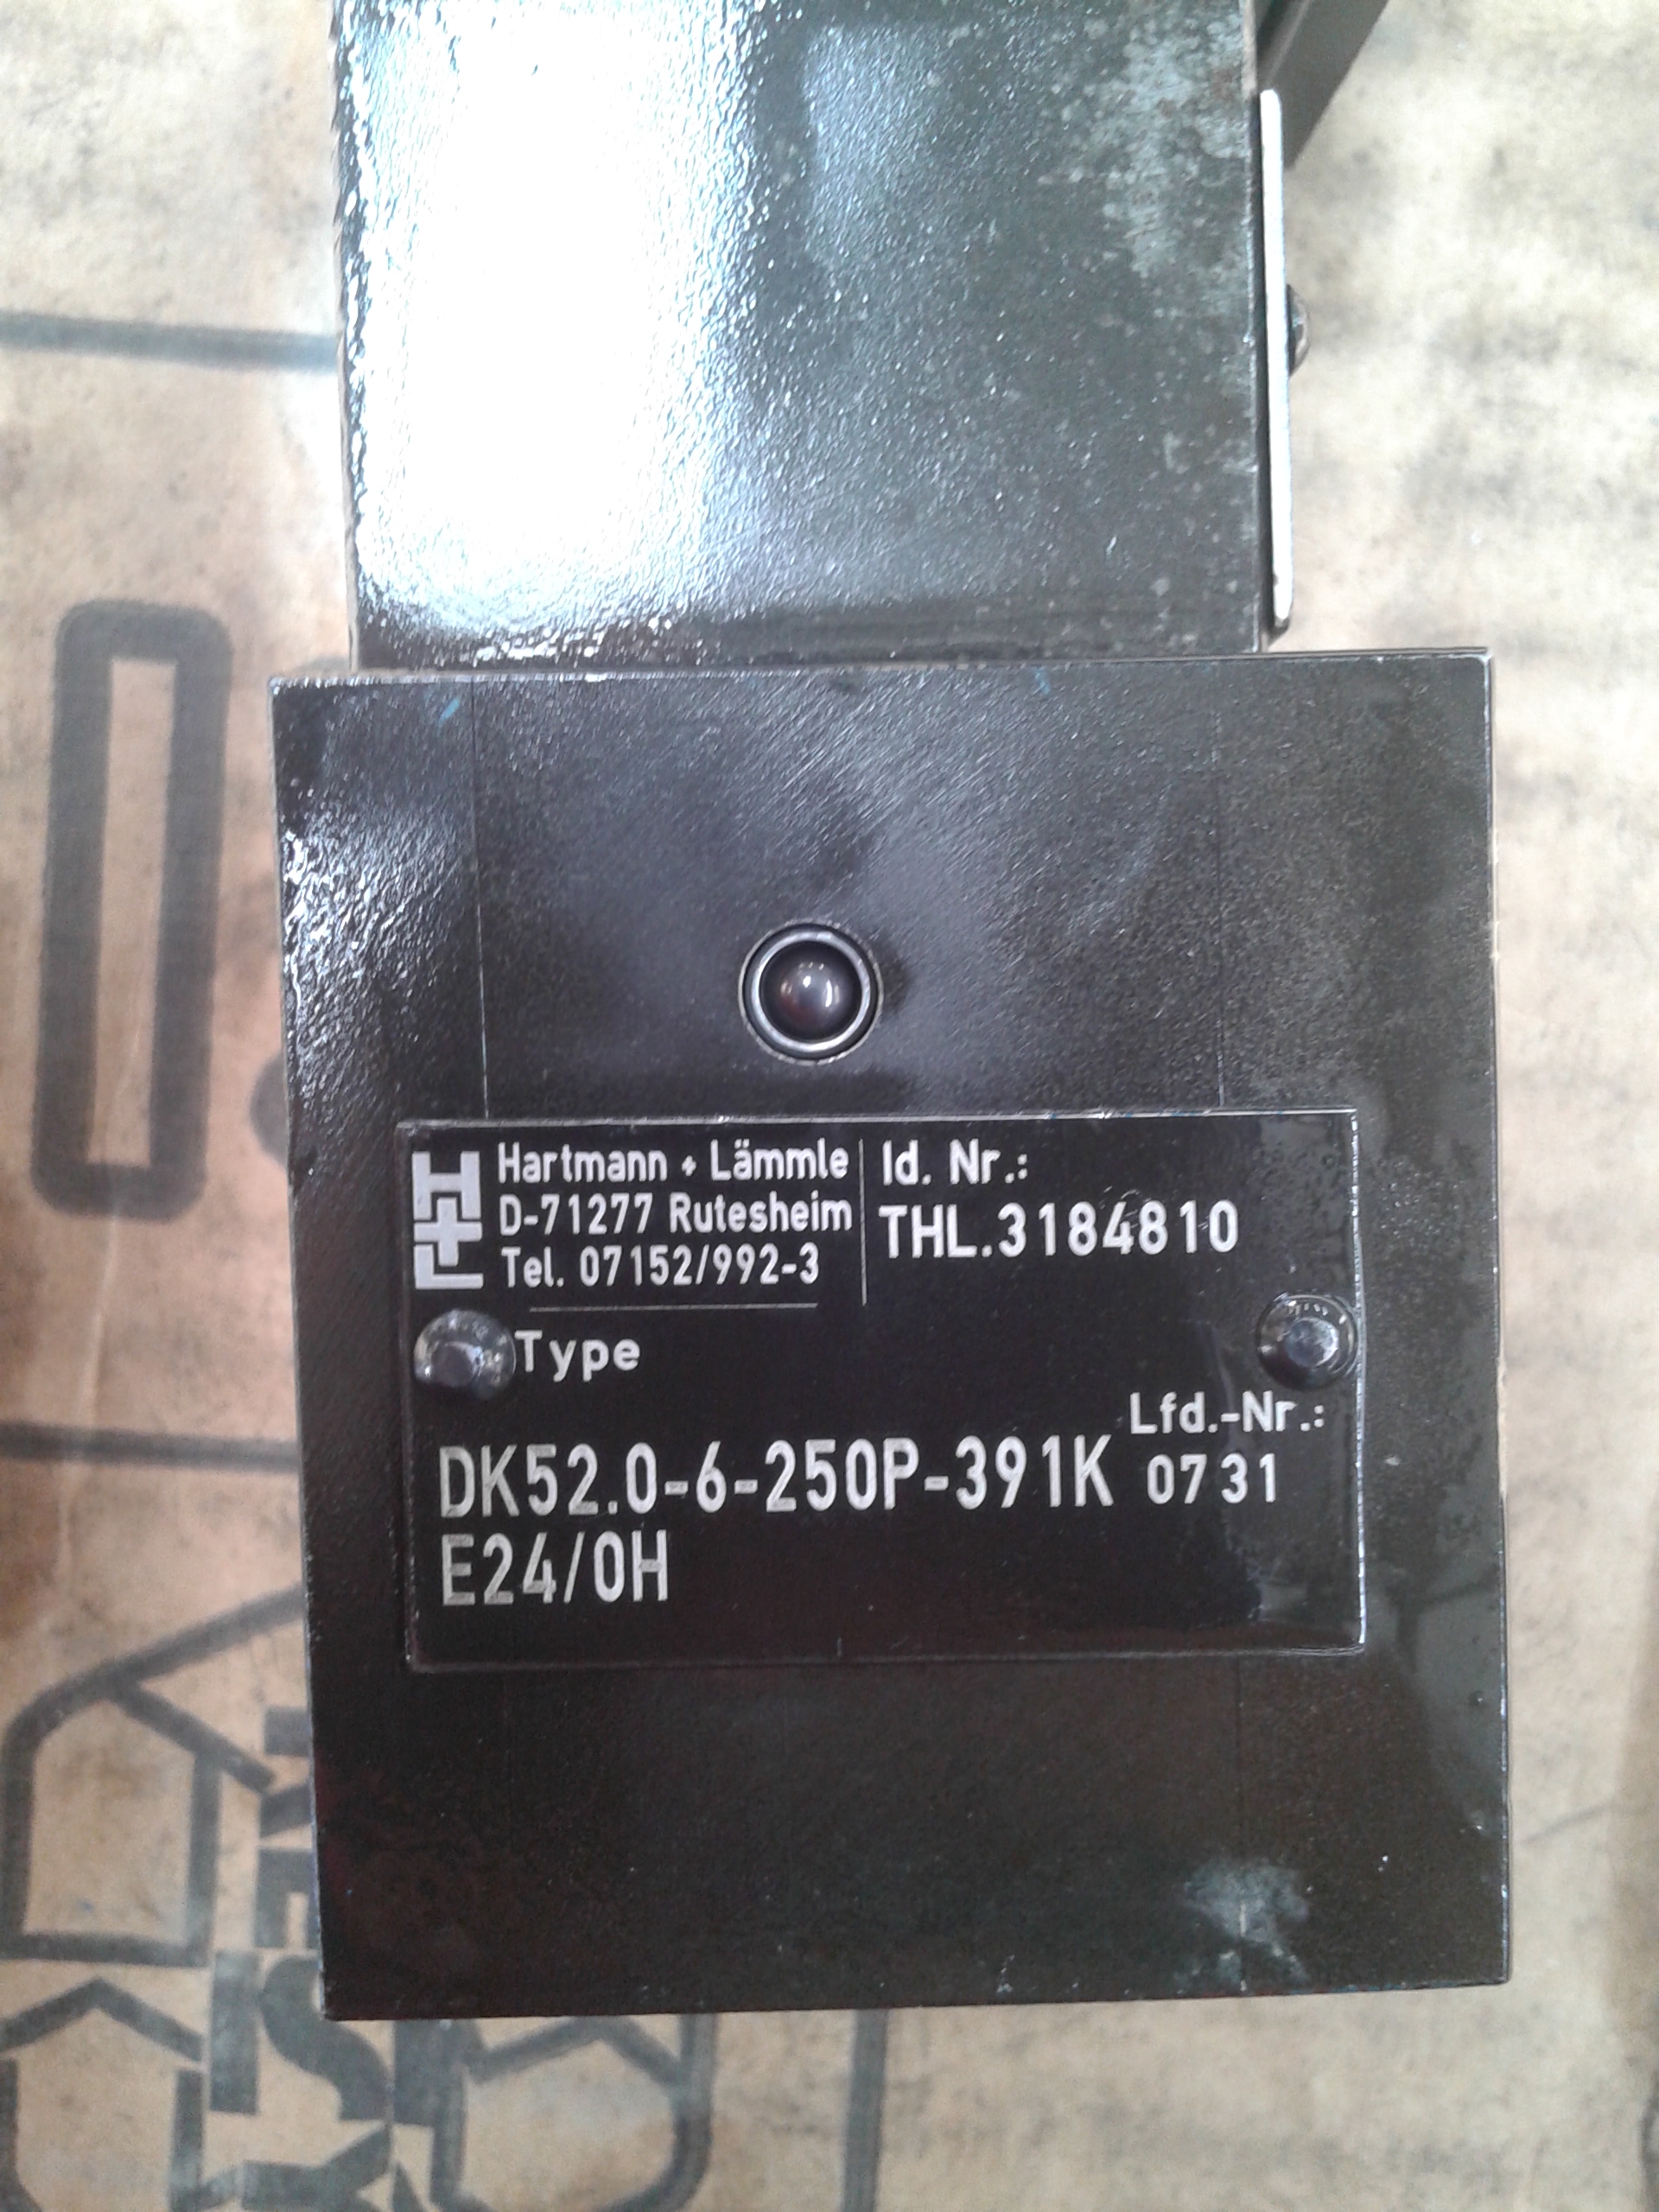 Hartmann + Lämmle
D-71277 Rutesheim
Tel. 07152/992-3
Id. Nr.:
THL.3184810
Type
Lfd.-Nr.:
DK52.0-6-250P-391K 0731
E24/0H